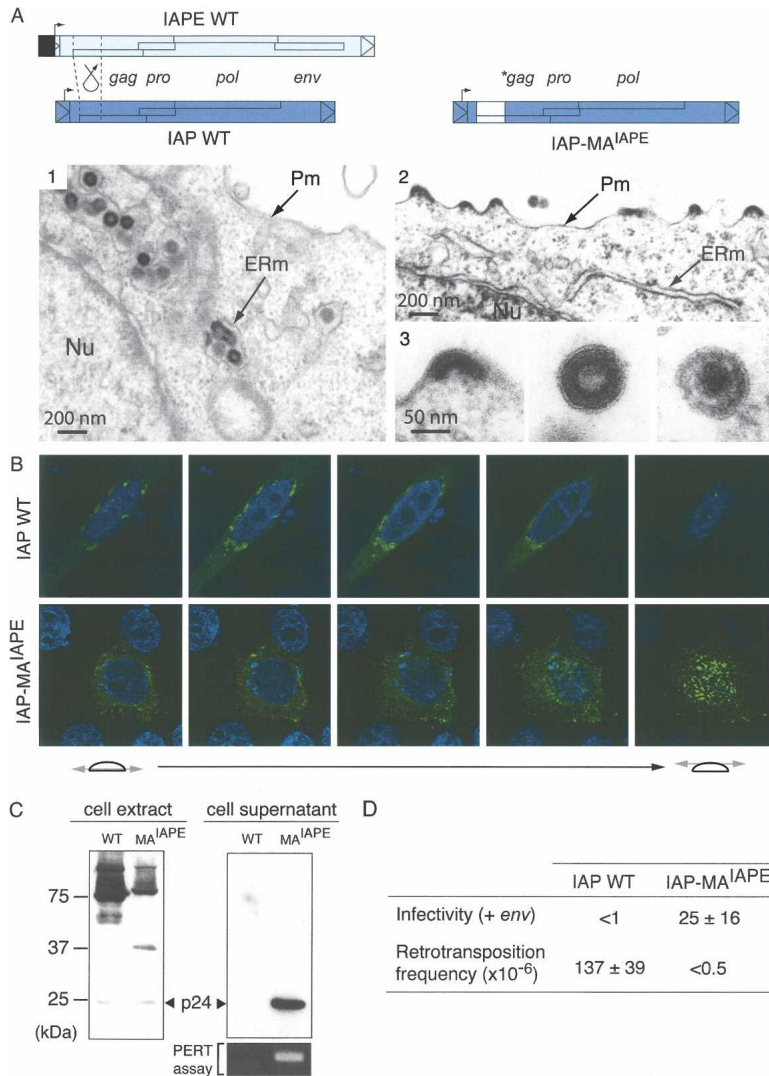 A
IAPE WT
gag pro pol env
IAP WT
*gag pro pol
IAP-MA^IAPE
1
Pm
ERm
Nu
200 nm
2
Pm
ERm
200 nm
Nu
3
50 nm
B
IAP WT
IAP-MA^IAPE
C
cell extract
cell supernatant
WT MA^IAPE
WT MA^IAPE
75
37
25
(kDa)
p24
PERT
assay
D
IAP WT IAP-MA^IAPE
Infectivity (+ env) <1 25 ± 16
Retrotransposition
frequency (x10^-6) 137 ± 39 <0.5